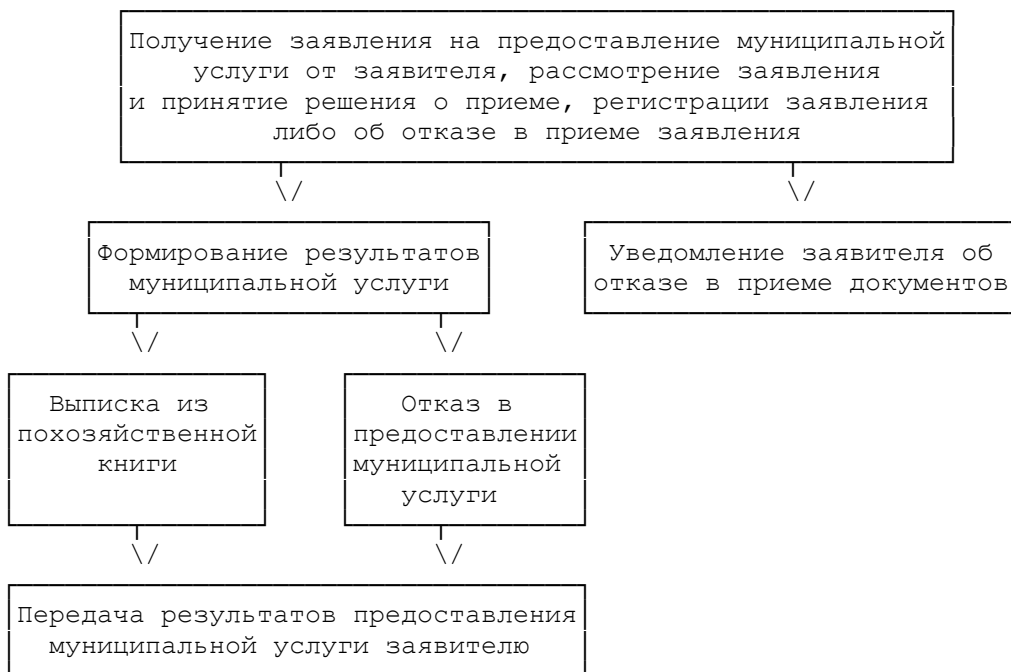 Получение заявления на предоставление муниципальной
услуги от заявителя, рассмотрение заявления
и принятие решения о приеме, регистрации заявления
либо об отказе в приеме заявления
Формирование результатов
муниципальной услуги
Уведомление заявителя об
отказе в приеме документов
Выписка из
похозяйственной
книги
Отказ в
предоставлении
муниципальной
услуги
Передача результатов предоставления
муниципальной услуги заявителю